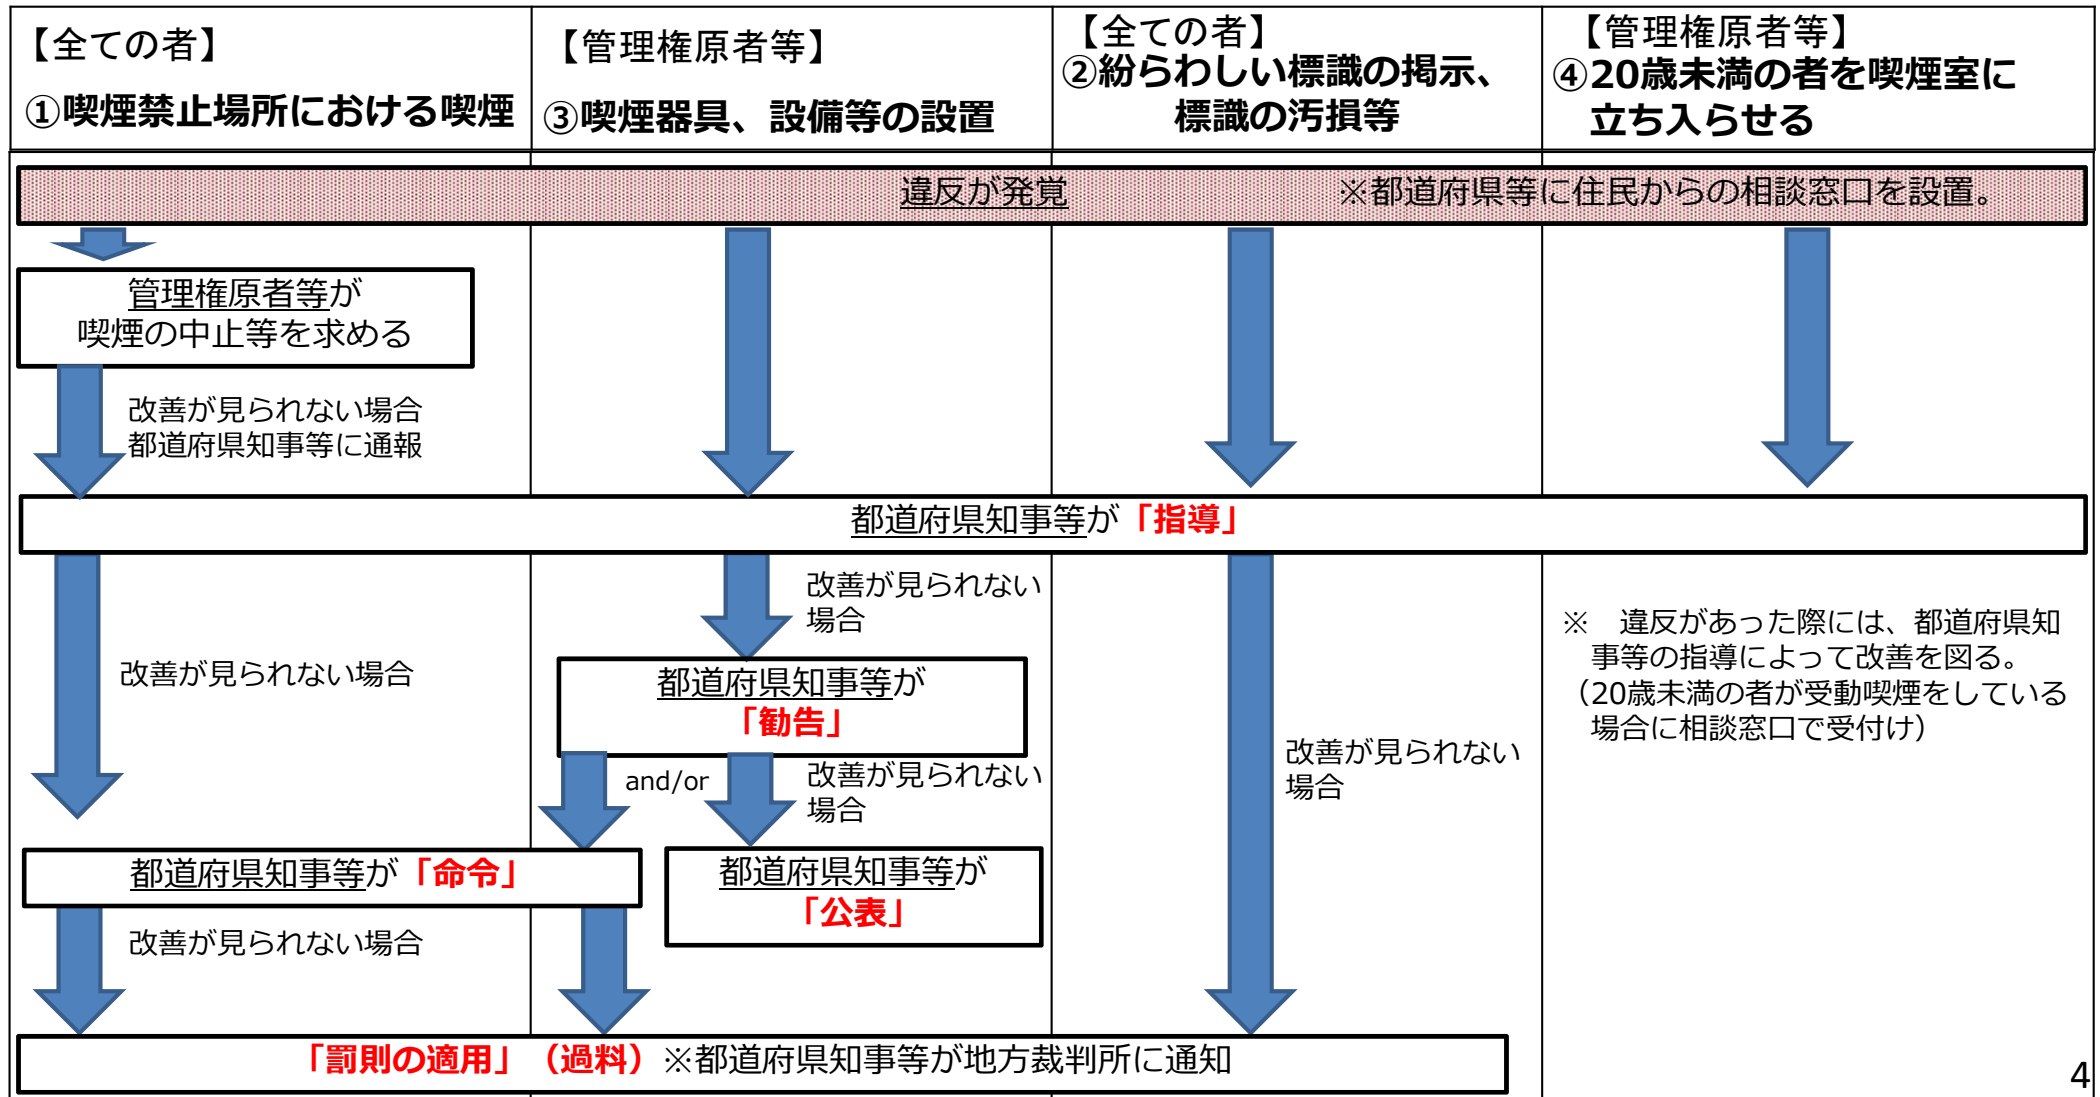 【全ての者】
①喫煙禁止場所における喫煙
【管理権原者等】
③喫煙器具、設備等の設置
【全ての者】
②紛らわしい標識の掲示、
標識の汚損等
【管理権原者等】
④20歳未満の者を喫煙室に
立ち入らせる
違反が発覚 ※都道府県等に住民からの相談窓口を設置。
管理権原者等が
喫煙の中止等を求める
改善が見られない場合
都道府県知事等に通報
都道府県知事等が「指導」
改善が見られない場合
改善が見られない
場合
都道府県知事等が
「勧告」
and/or
改善が見られない
場合
都道府県知事等が「命令」
都道府県知事等が
「公表」
改善が見られない場合
改善が見られない
場合
※ 違反があった際には、都道府県知
事等の指導によって改善を図る。
(20歳未満の者が受動喫煙をしている
場合に相談窓口で受付け)
「罰則の適用」(過料)※都道府県知事等が地方裁判所に通知
4